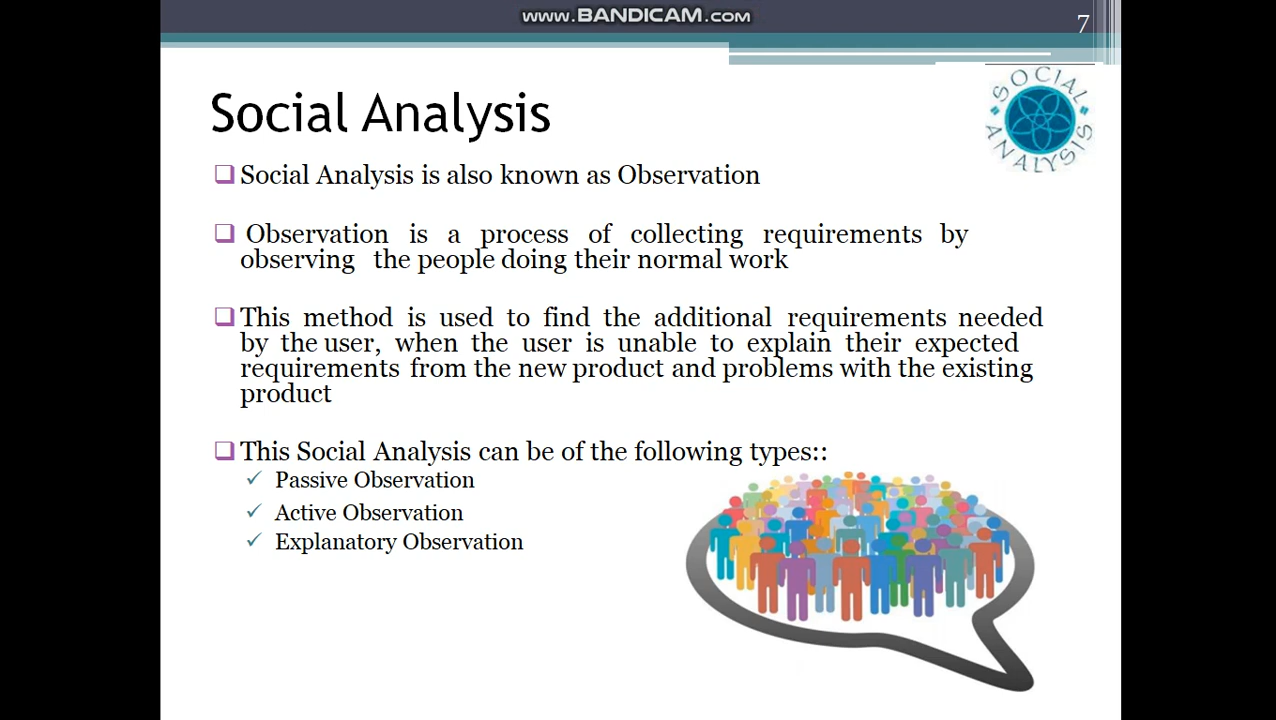 www.BANDICAM.com
7
SOCIAL ANALYSIS
Social Analysis
Social Analysis is also known as Observation
Observation is a process of collecting requirements by
observing the people doing their normal work
This method is used to find the additional requirements needed
by the user, when the user is unable to explain their expected
requirements from the new product and problems with the existing
product
This Social Analysis can be of the following types::
Passive Observation
Active Observation
Explanatory Observation